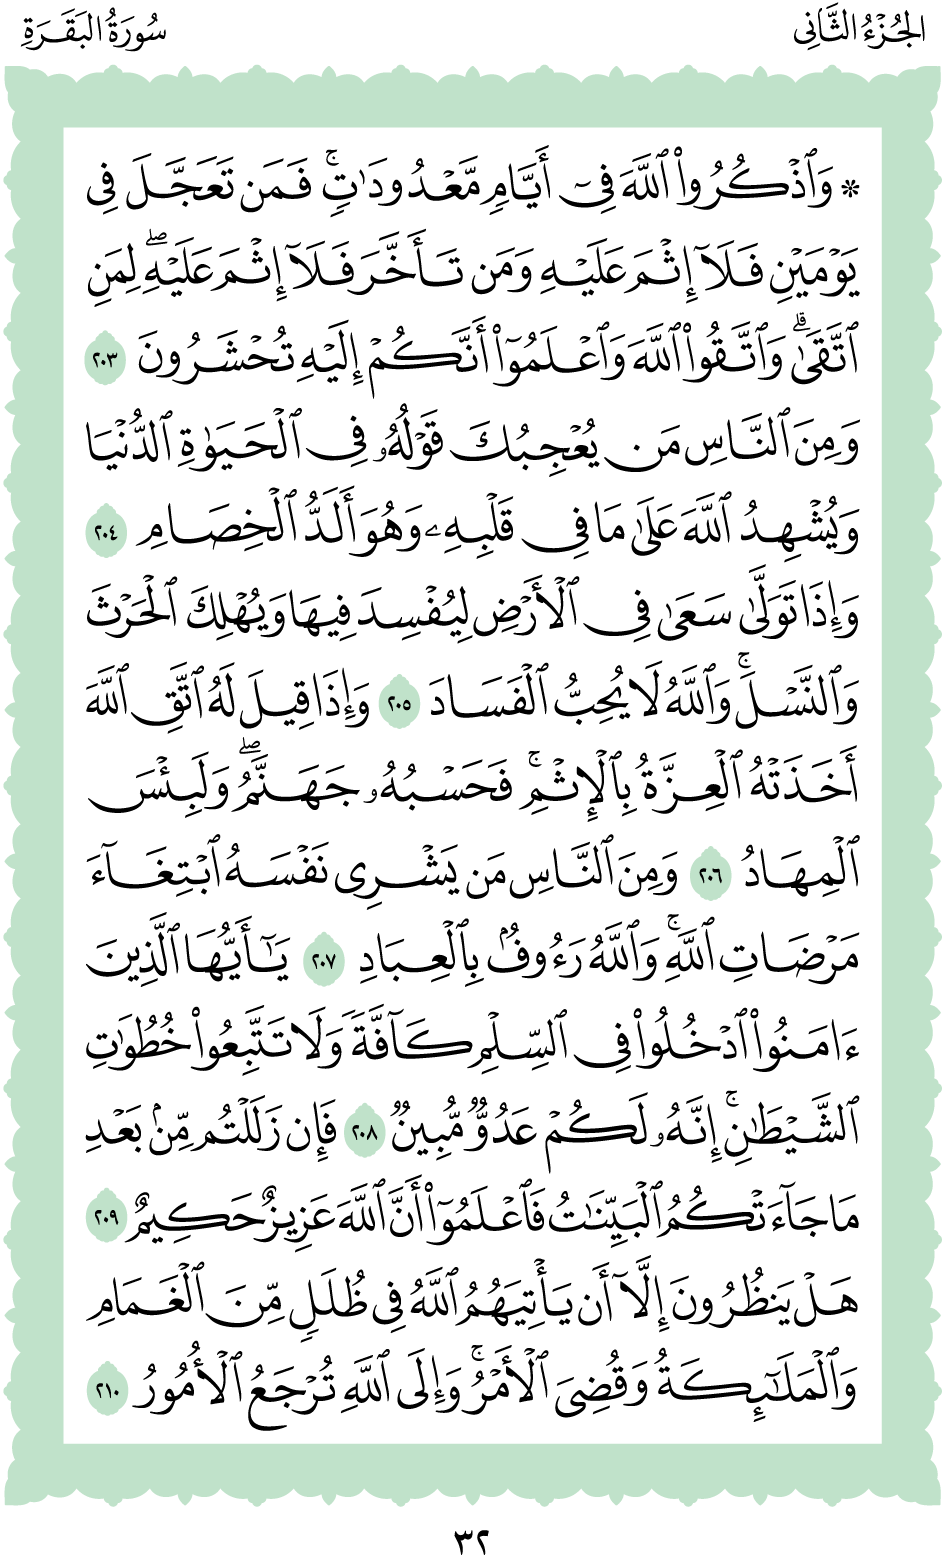 الجُزْءُ الثَّانِي
سُورَةُ البَقَرَةِ
* وَٱذۡكُرُواْ ٱللَّهَ فِيٓ أَيَّامٖ مَّعۡدُودَٰتٖۚ فَمَن تَعَجَّلَ فِي
يَوۡمَيۡنِ فَلَآ إِثۡمَ عَلَيۡهِ وَمَن تَأَخَّرَ فَلَآ إِثۡمَ عَلَيۡهِۖ لِمَنِ
ٱتَّقَىٰۗ وَٱتَّقُواْ ٱللَّهَ وَٱعۡلَمُوٓاْ أَنَّكُمۡ إِلَيۡهِ تُحۡشَرُونَ ٢٠٣
وَمِنَ ٱلنَّاسِ مَن يُعۡجِبُكَ قَوۡلُهُۥ فِي ٱلۡحَيَوٰةِ ٱلدُّنۡيَا
وَيُشۡهِدُ ٱللَّهَ عَلَىٰ مَا فِي قَلۡبِهِۦ وَهُوَ أَلَدُّ ٱلۡخِصَامِ ٢٠٤
وَإِذَا تَوَلَّىٰ سَعَىٰ فِي ٱلۡأَرۡضِ لِيُفۡسِدَ فِيهَا وَيُهۡلِكَ ٱلۡحَرۡثَ
وَٱلنَّسۡلَۚ وَٱللَّهُ لَا يُحِبُّ ٱلۡفَسَادَ ٢٠٥ وَإِذَا قِيلَ لَهُ ٱتَّقِ ٱللَّهَ
أَخَذَتۡهُ ٱلۡعِزَّةُ بِٱلۡإِثۡمِۚ فَحَسۡبُهُۥ جَهَنَّمُۖ وَلَبِئۡسَ
ٱلۡمِهَادُ ٢٠٦ وَمِنَ ٱلنَّاسِ مَن يَشۡرِي نَفۡسَهُ ٱبۡتِغَآءَ
مَرۡضَاتِ ٱللَّهِۚ وَٱللَّهُ رَءُوفُۢ بِٱلۡعِبَادِ ٢٠٧ يَٰٓأَيُّهَا ٱلَّذِينَ
ءَامَنُواْ ٱدۡخُلُواْ فِي ٱلسِّلۡمِ كَآفَّةٗ وَلَا تَتَّبِعُواْ خُطُوَٰتِ
ٱلشَّيۡطَٰنِۚ إِنَّهُۥ لَكُمۡ عَدُوّٞ مُّبِينٞ ٢٠٨ فَإِن زَلَلۡتُم مِّنۢ بَعۡدِ
مَا جَآءَتۡكُمُ ٱلۡبَيِّنَٰتُ فَٱعۡلَمُوٓاْ أَنَّ ٱللَّهَ عَزِيزٌ حَكِيمٌ ٢٠٩
هَلۡ يَنظُرُونَ إِلَّآ أَن يَأۡتِيَهُمُ ٱللَّهُ فِي ظُلَلٖ مِّنَ ٱلۡغَمَامِ
وَٱلۡمَلَٰٓئِكَةُ وَقُضِيَ ٱلۡأَمۡرُۚ وَإِلَى ٱللَّهِ تُرۡجَعُ ٱلۡأُمُورُ ٢١٠
٣٢